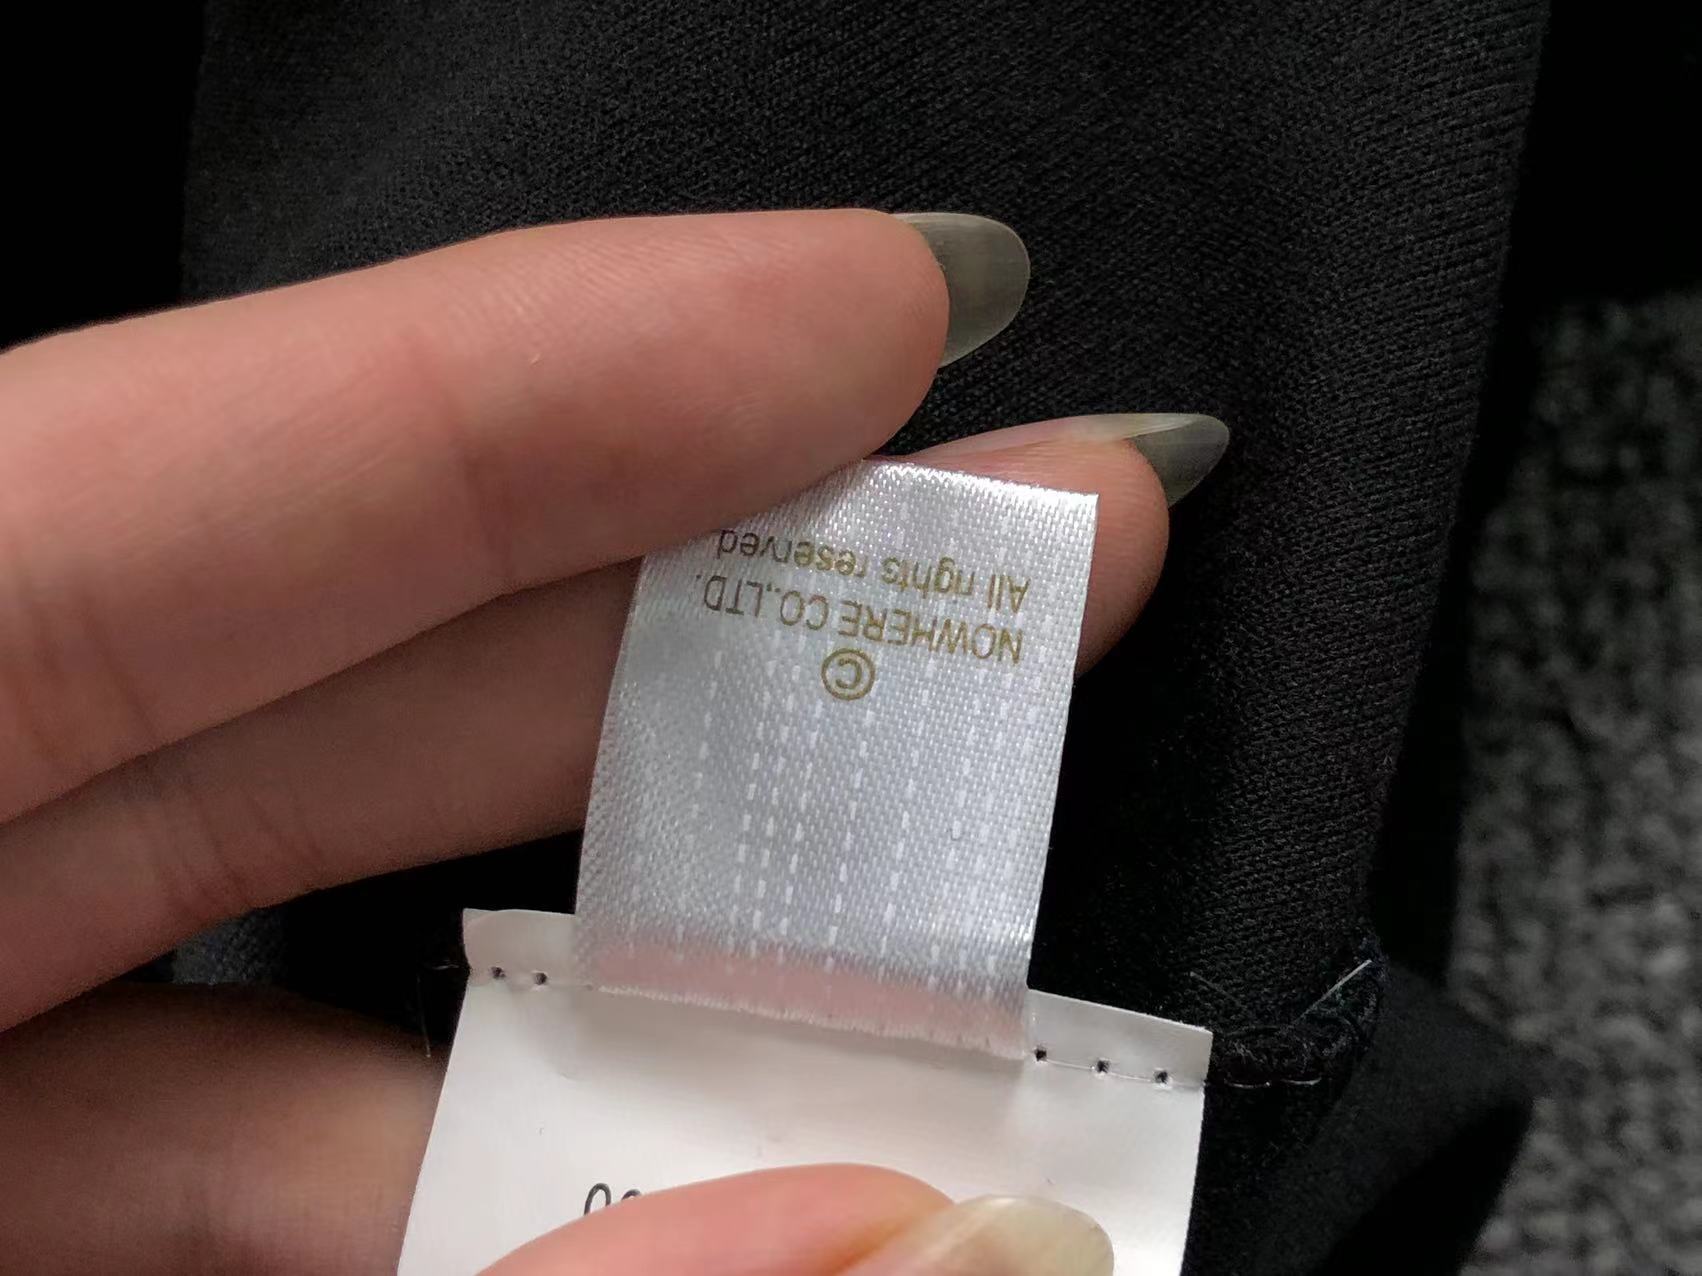 ©
NOWHERE CO.,LTD.
All rights reserved